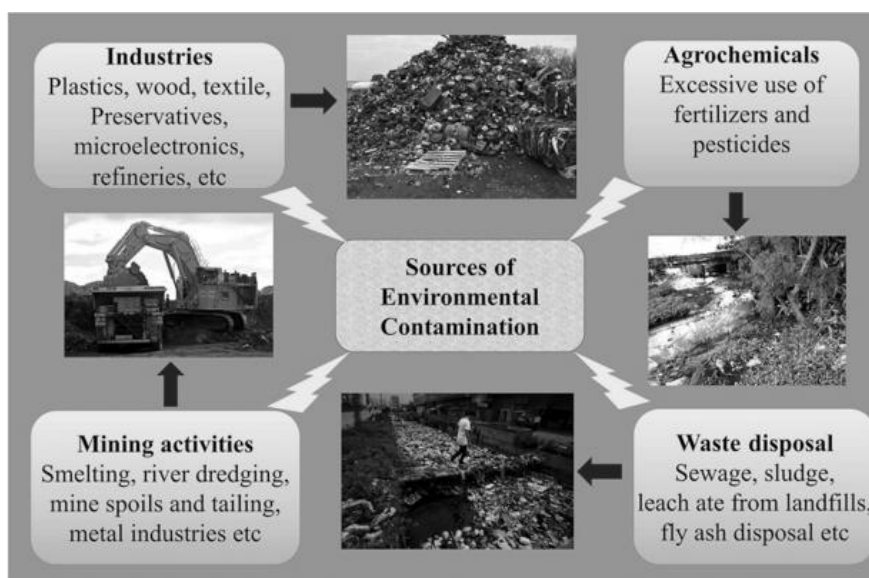 Industries
Plastics, wood, textile,
Preservatives,
microelectronics,
refineries, etc
Agrochemicals
Excessive use of
fertilizers and
pesticides
Sources of
Environmental
Contamination
Mining activities
Smelting, river dredging,
mine spoils and tailing,
metal industries etc
Waste disposal
Sewage, sludge,
leach ate from landfills,
fly ash disposal etc